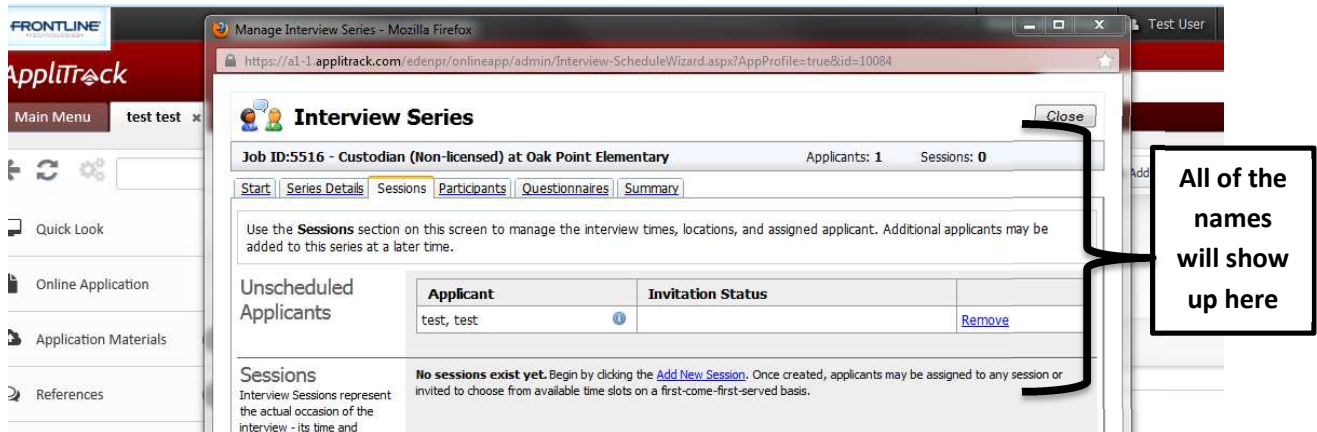 FRONTLINE
Manage Interview Series - Mozilla Firefox
Test User
https://a1-1.applitrack.com/edenpr/onlineapp/admin/Interview-ScheduleWizard.aspx?AppProfile=true&id=10084
AppliTrack
Interview Series
Close
Main Menu
test test x
Job ID:5516 - Custodian (Non-licensed) at Oak Point Elementary
Applicants: 1
Sessions: 0
Add
Start
Series Details
Sessions
Participants
Questionnaires
Summary
All of the
names
will show
up here
Quick Look
Use the Sessions section on this screen to manage the interview times, locations, and assigned applicant. Additional applicants may be
added to this series at a later time.
Online Application
Unscheduled
Applicants
Applicant
Invitation Status
test, test
Remove
Application Materials
Sessions
Interview Sessions represent
the actual occasion of the
interview - its time and
No sessions exist yet. Begin by clicking the Add New Session. Once created, applicants may be assigned to any session or
invited to choose from available time slots on a first-come-first-served basis.
References